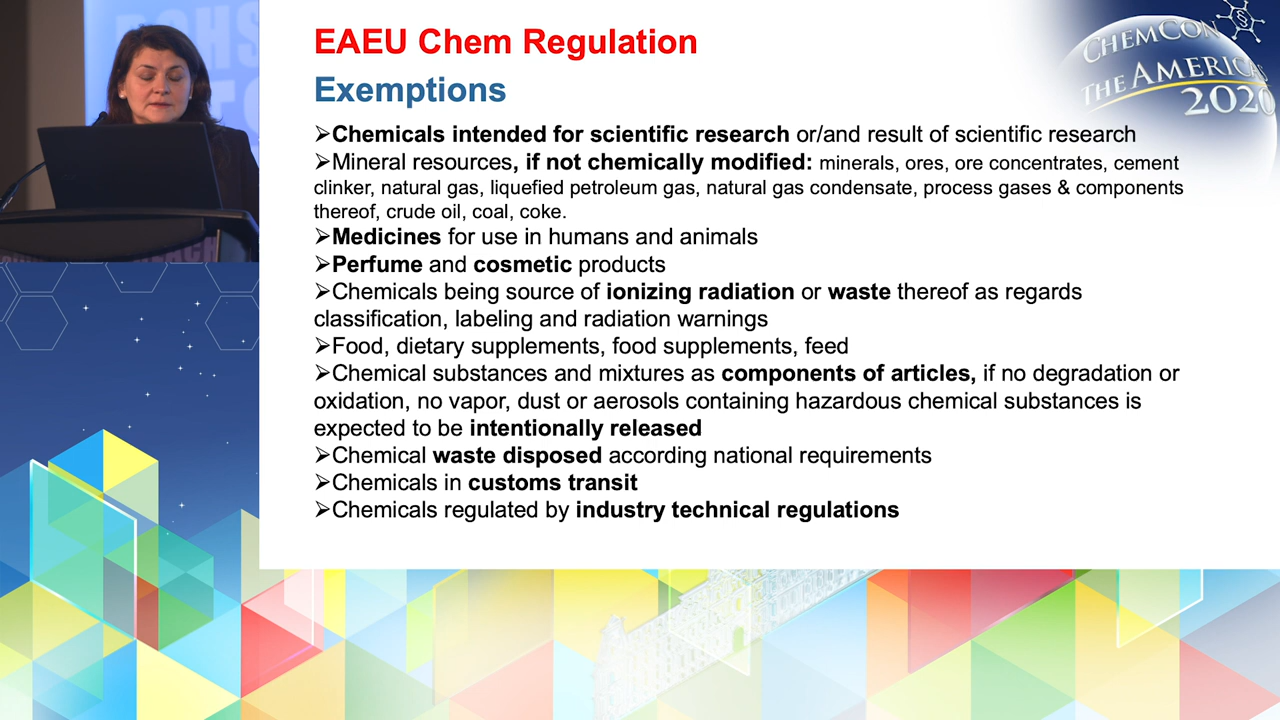 EAEU Chem Regulation
Exemptions
➢Chemicals intended for scientific research or/and result of scientific research
➢Mineral resources, if not chemically modified: minerals, ores, ore concentrates, cement
clinker, natural gas, liquefied petroleum gas, natural gas condensate, process gases & components
thereof, crude oil, coal, coke.
➢Medicines for use in humans and animals
➢Perfume and cosmetic products
➢Chemicals being source of ionizing radiation or waste thereof as regards
classification, labeling and radiation warnings
➢Food, dietary supplements, food supplements, feed
➢Chemical substances and mixtures as components of articles, if no degradation or
oxidation, no vapor, dust or aerosols containing hazardous chemical substances is
expected to be intentionally released
➢Chemical waste disposed according national requirements
➢Chemicals in customs transit
➢Chemicals regulated by industry technical regulations
CHEMCON
THE AMERICAS
2020
§